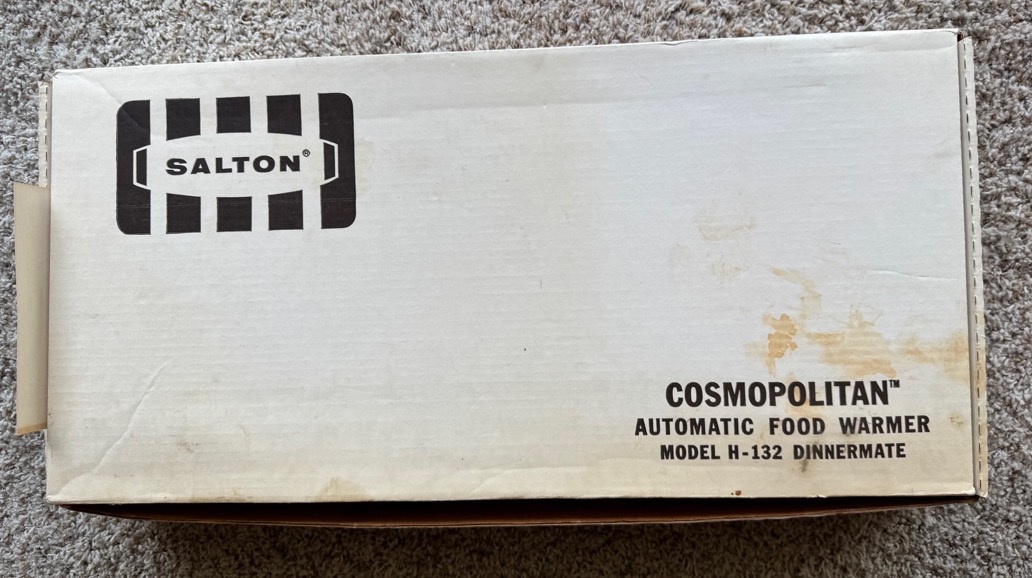 SALTON®
COSMOPOLITAN™
AUTOMATIC FOOD WARMER
MODEL H-132 DINNERMATE